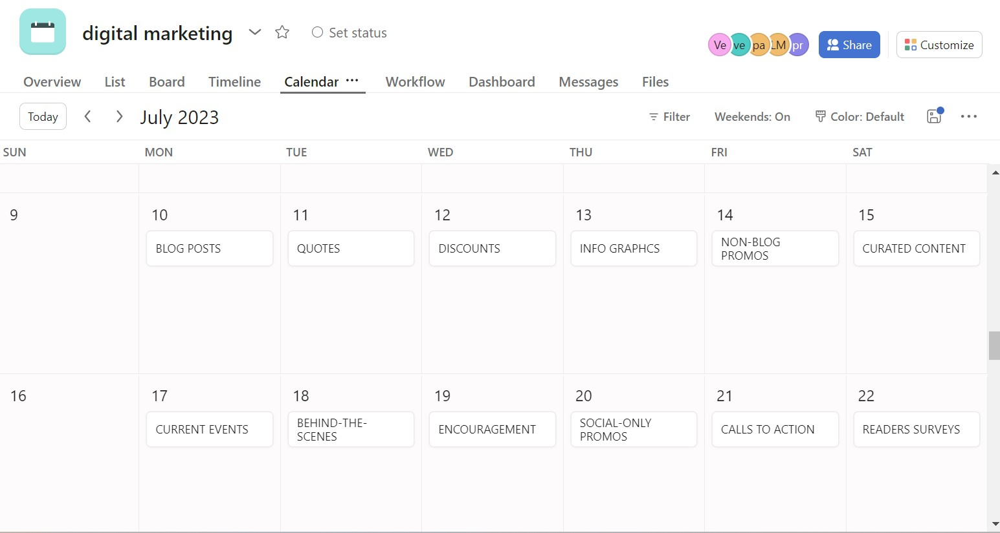 digital marketing
Set status
Ve ve pa LM pr
Share
Customize
Overview List Board Timeline Calendar ··· Workflow Dashboard Messages Files
Today < > July 2023
Filter Weekends: On Color: Default ···
SUN MON TUE WED THU FRI SAT
9 10 11 12 13 14 15
BLOG POSTS
QUOTES
DISCOUNTS
INFO GRAPHCS
NON-BLOG
PROMOS
CURATED CONTENT
16 17 18 19 20 21 22
CURRENT EVENTS
BEHIND-THE-
SCENES
ENCOURAGEMENT
SOCIAL-ONLY
PROMOS
CALLS TO ACTION
READERS SURVEYS